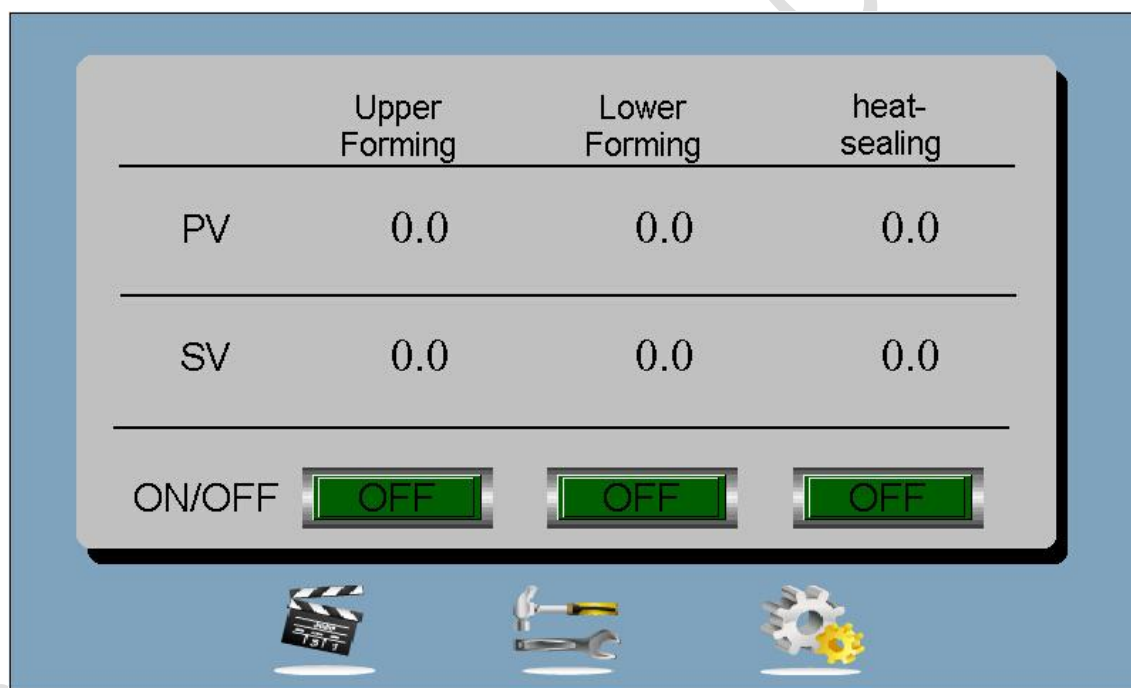 Upper
Forming
Lower
Forming
heat-
sealing
PV 0.0 0.0 0.0
SV 0.0 0.0 0.0
ON/OFF OFF OFF OFF